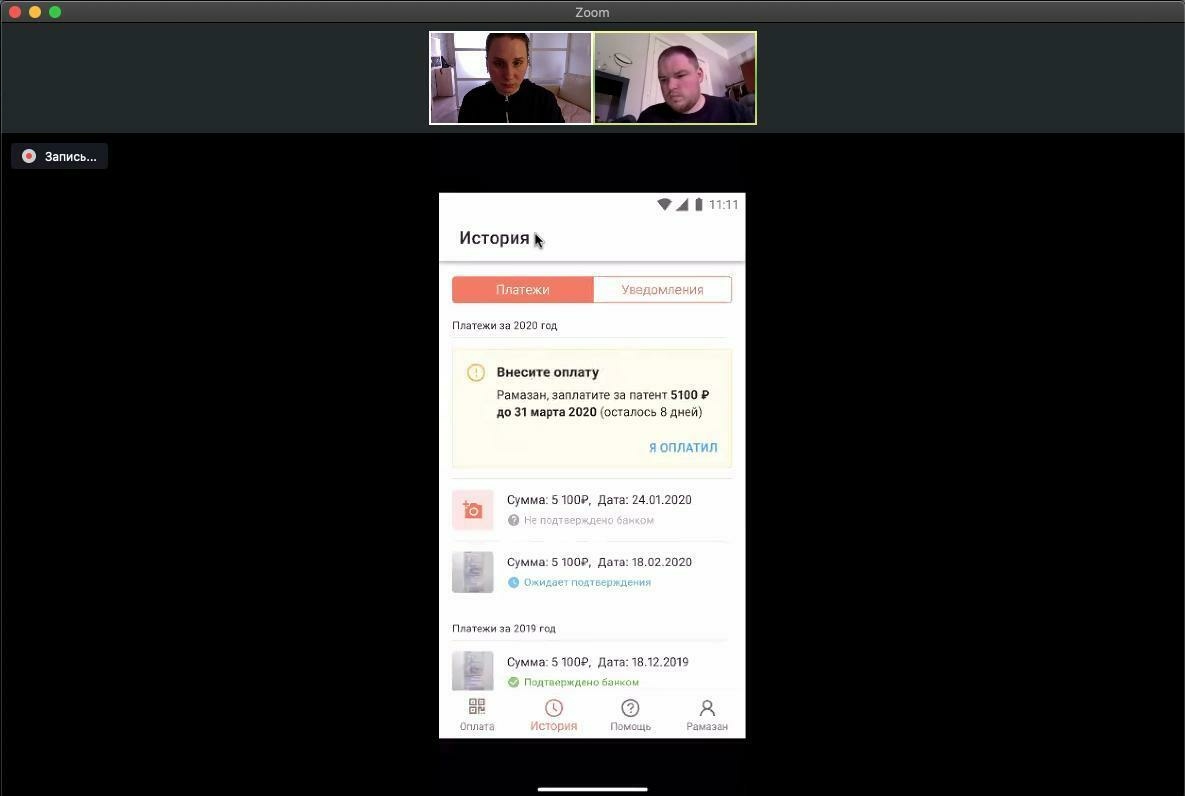 Zoom
Запись...
11:11
История
Платежи
Уведомления
Платежи за 2020 год
Внесите оплату
Рамазан, заплатите за патент 5100 ₽
до 31 марта 2020 (осталось 8 дней)
Я ОПЛАТИЛ
Сумма: 5 100₽, Дата: 24.01.2020
Не подтверждено банком
Сумма: 5 100₽, Дата: 18.02.2020
Ожидает подтверждения
Платежи за 2019 год
Сумма: 5 100₽, Дата: 18.12.2019
Подтверждено банком
Оплата
История
Помощь
Рамазан